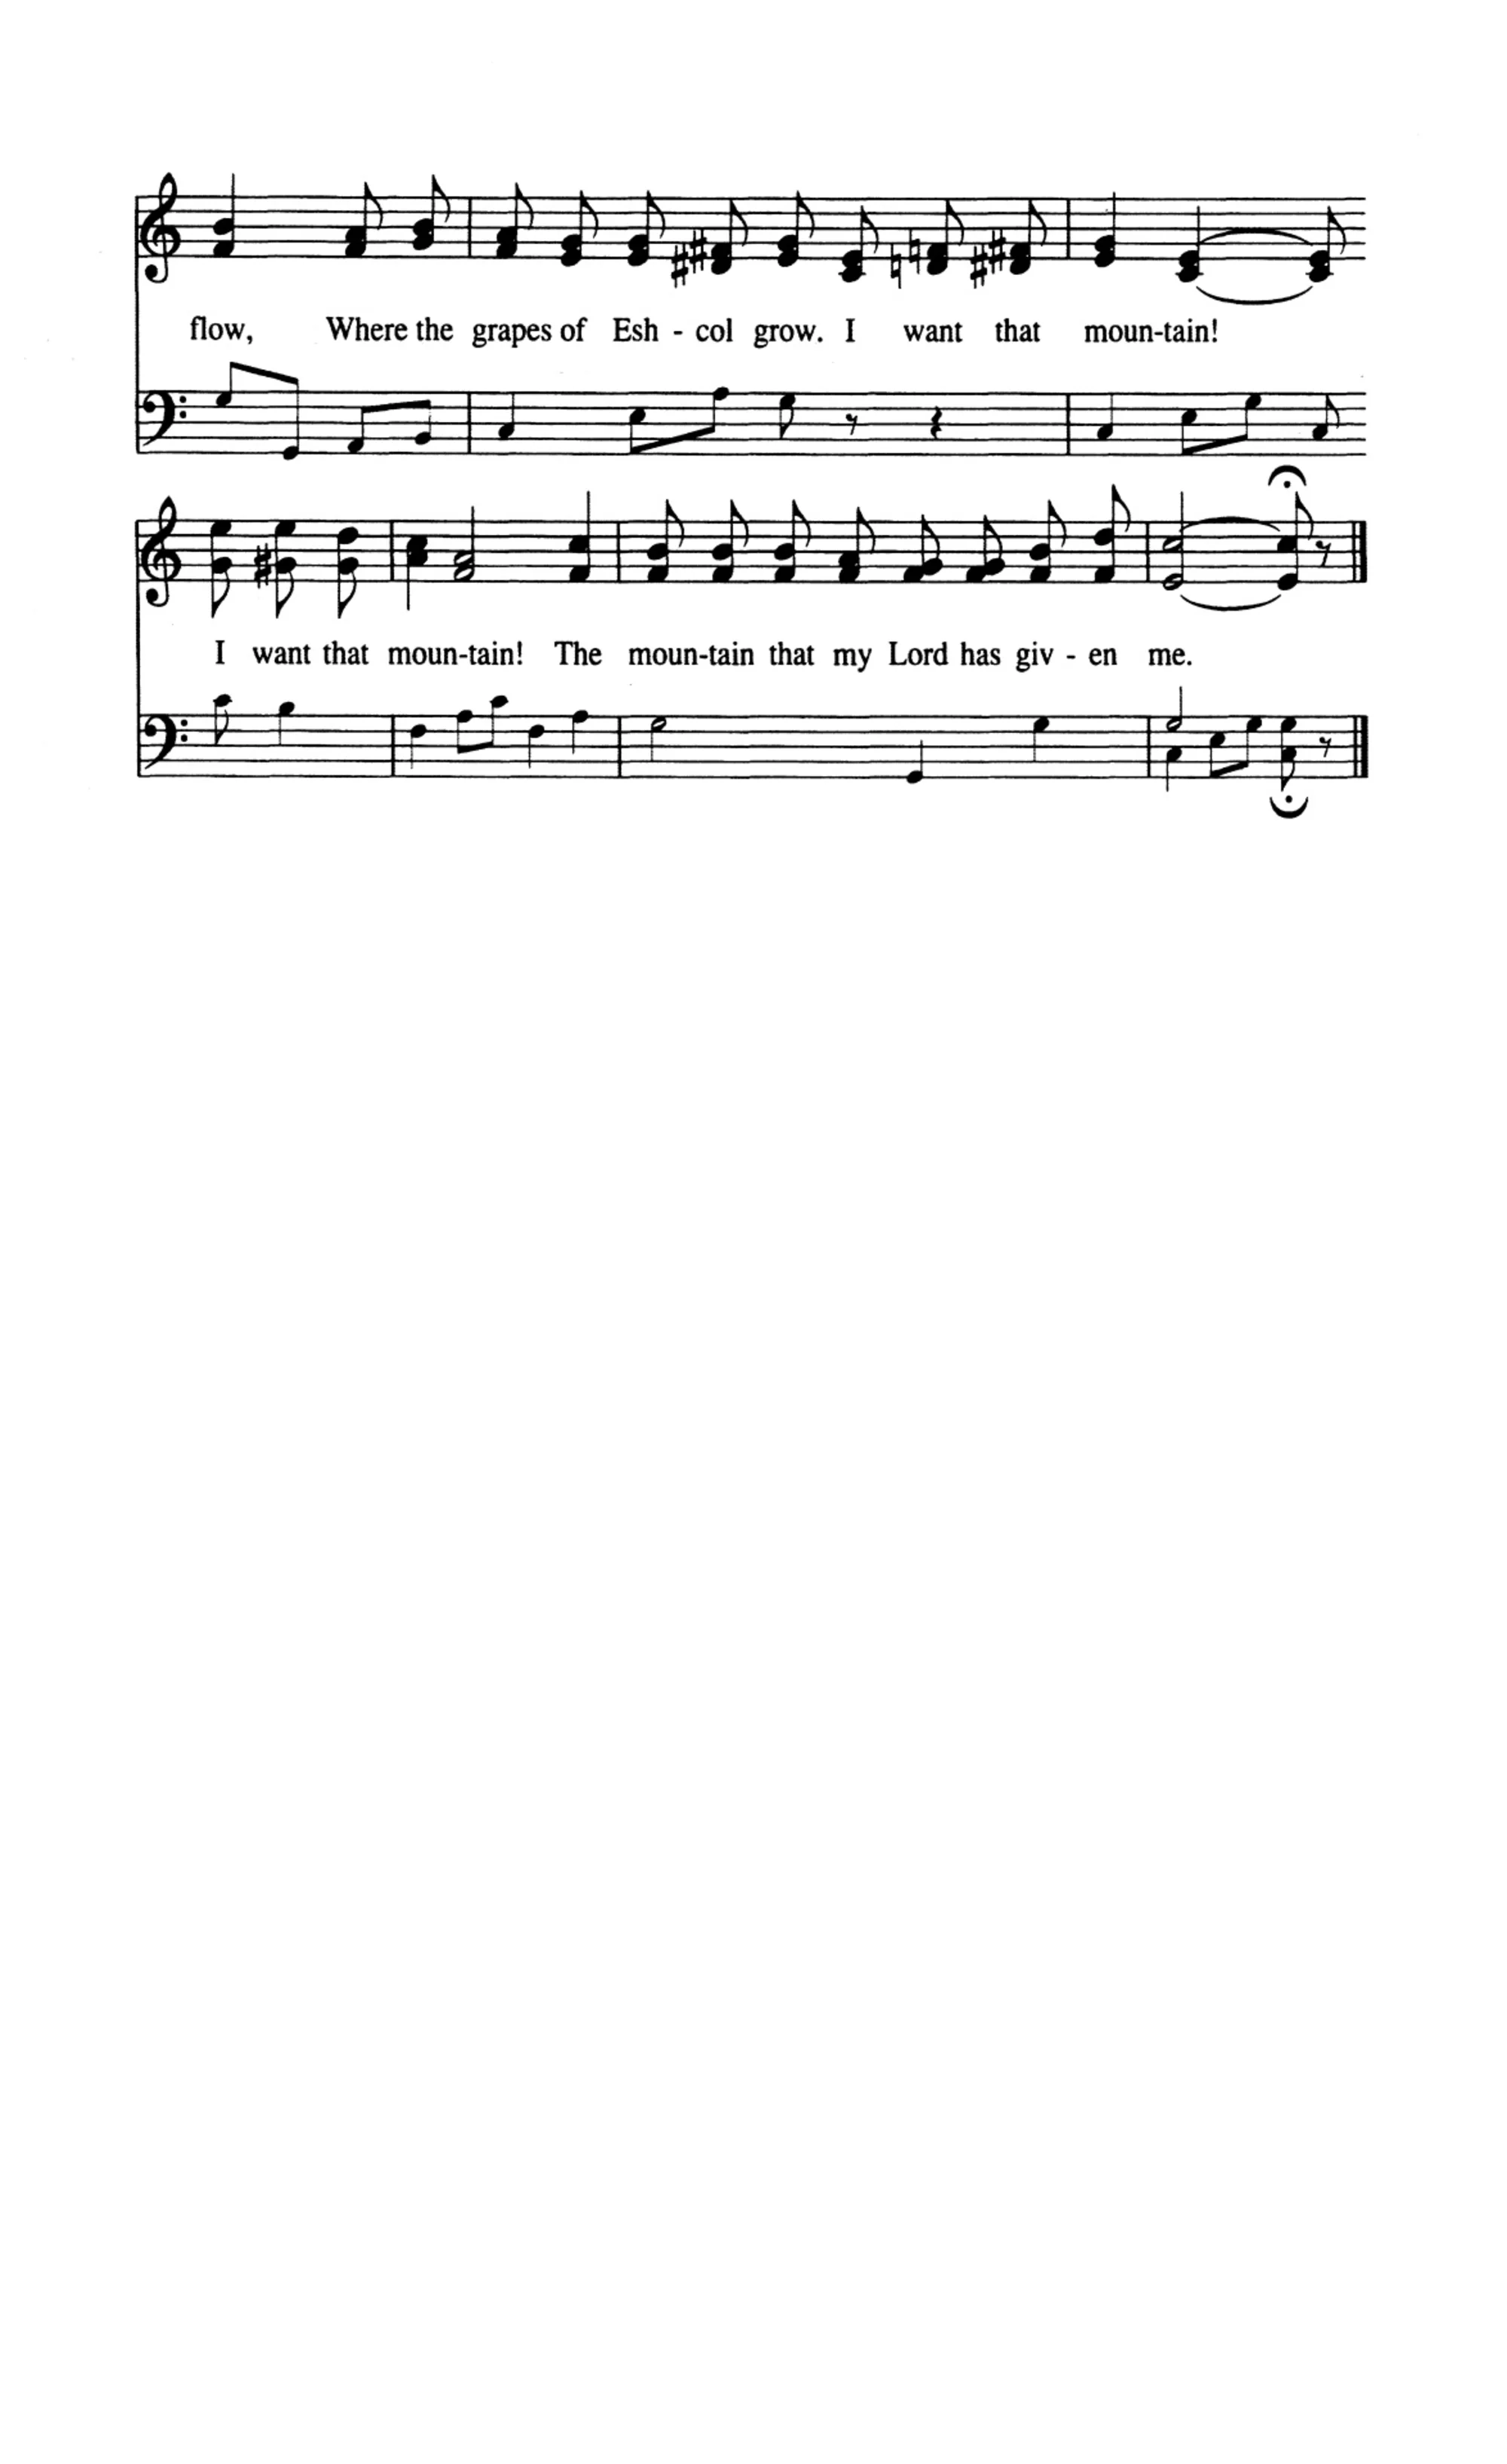 flow, Where the grapes of Esh - col grow. I want that moun-tain!
I want that moun-tain! The moun-tain that my Lord has giv - en me.